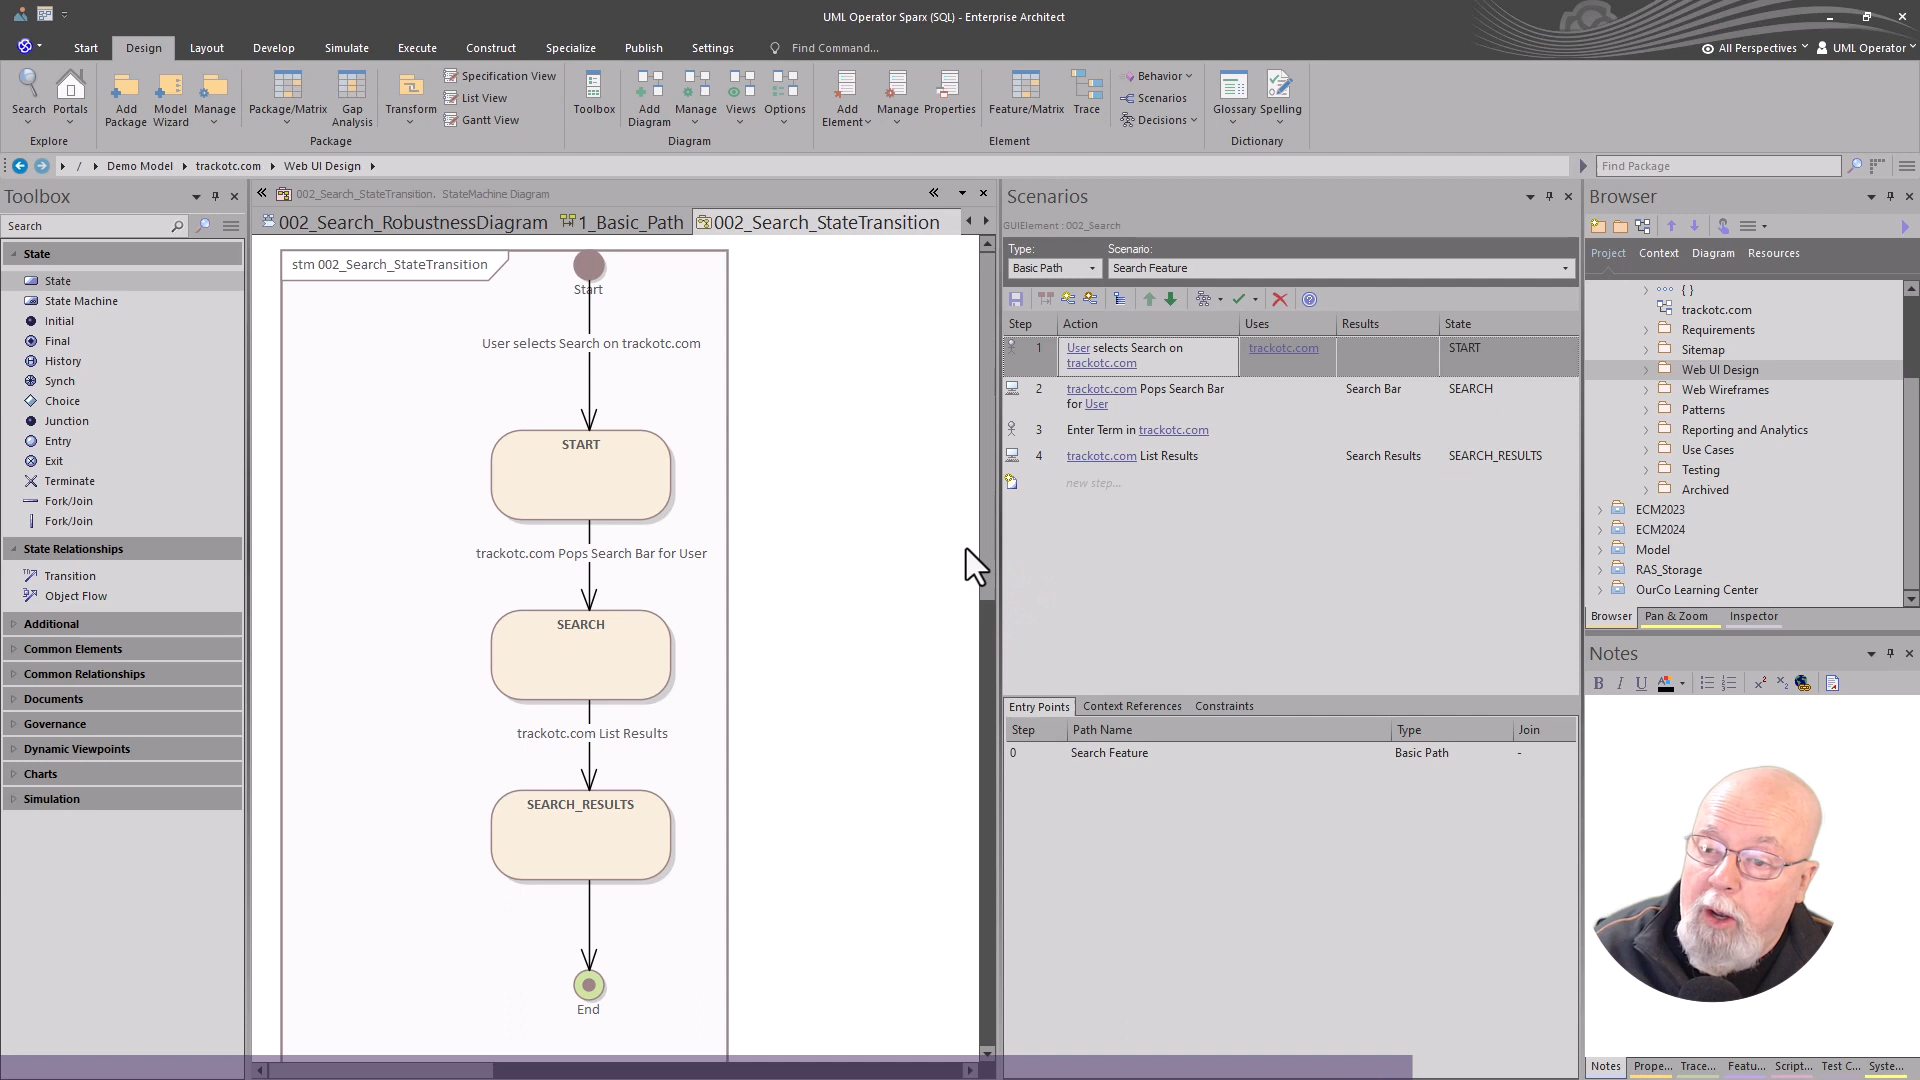 UML Operator Sparx (SQL) - Enterprise Architect
Start Design Layout Develop Simulate Execute Construct Specialize Publish Settings Find Command...
All Perspectives UML Operator
Search Portals
Explore
Add Package Model Wizard Manage Package/Matrix Gap Analysis Transform
Specification View
List View
Gantt View
Package
Toolbox Add Diagram Manage Views Options
Diagram
Add Element Manage Properties Feature/Matrix Trace
Behavior
Scenarios
Decisions
Element
Glossary Spelling
Dictionary
/ Demo Model trackotc.com Web UI Design
Find Package
Toolbox
Search
State
State
State Machine
Initial
Final
History
Synch
Choice
Junction
Entry
Exit
Terminate
Fork/Join
Fork/Join
State Relationships
Transition
Object Flow
Additional
Common Elements
Common Relationships
Documents
Governance
Dynamic Viewpoints
Charts
Simulation
002_Search_StateTransition. StateMachine Diagram
002_Search_RobustnessDiagram 1_Basic_Path 002_Search_StateTransition
stm 002_Search_StateTransition
Start
User selects Search on trackotc.com
START
trackotc.com Pops Search Bar for User
SEARCH
trackotc.com List Results
SEARCH_RESULTS
End
Scenarios
GUIElement : 002_Search
Type: Scenario:
Basic Path Search Feature
Step Action Uses Results State
1 User selects Search on trackotc.com trackotc.com START
2 trackotc.com Pops Search Bar for User Search Bar SEARCH
3 Enter Term in trackotc.com
4 trackotc.com List Results Search Results SEARCH_RESULTS
new step...
Entry Points Context References Constraints
Step Path Name Type Join
0 Search Feature Basic Path -
Browser
Project Context Diagram Resources
{ }
trackotc.com
Requirements
Sitemap
Web UI Design
Web Wireframes
Patterns
Reporting and Analytics
Use Cases
Testing
Archived
ECM2023
ECM2024
Model
RAS_Storage
OurCo Learning Center
Browser Pan & Zoom Inspector
Notes
B I U A
Notes Prope... Trace... Featu... Script... Test C... Syste...